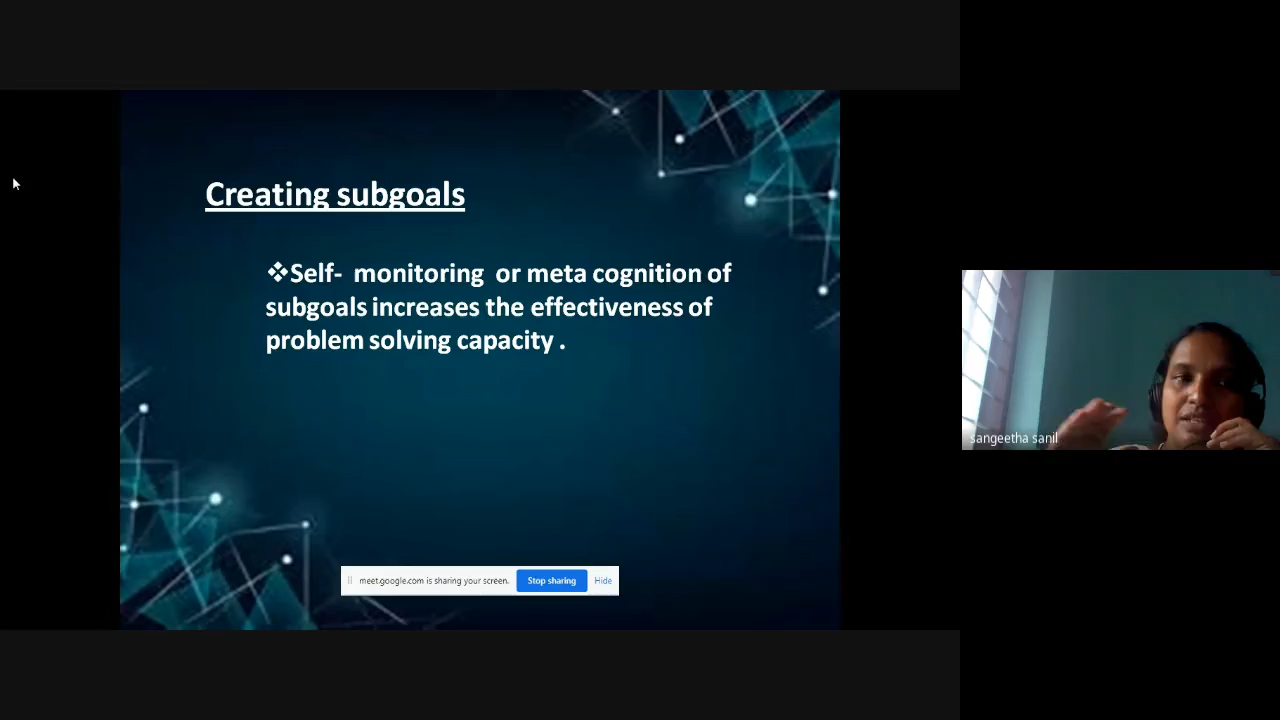 Creating subgoals
❖Self- monitoring or meta cognition of
subgoals increases the effectiveness of
problem solving capacity .
meet.google.com is sharing your screen. Stop sharing Hide
sangeetha sanil